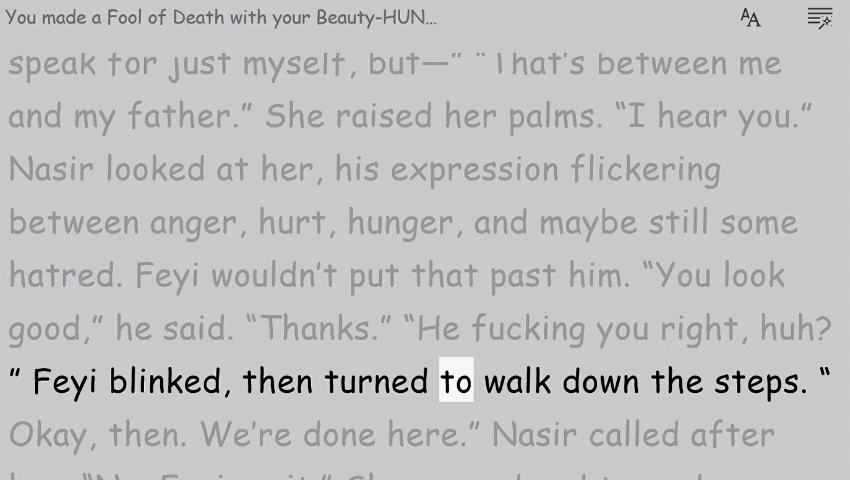 You made a Fool of Death with your Beauty-HUN...
AA
speak for just myself, but—” “That’s between me
and my father.” She raised her palms. “I hear you.”
Nasir looked at her, his expression flickering
between anger, hurt, hunger, and maybe still some
hatred. Feyi wouldn’t put that past him. “You look
good,” he said. “Thanks.” “He fucking you right, huh?
” Feyi blinked, then turned to walk down the steps. “
Okay, then. We’re done here.” Nasir called after